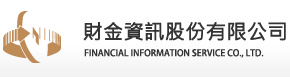 財金資訊股份有限公司
FINANCIAL INFORMATION SERVICE CO., LTD.